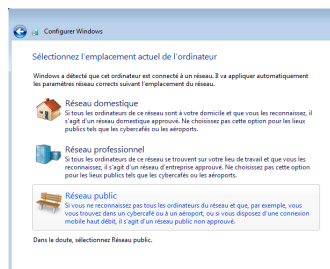 Configurer Windows
Sélectionnez l'emplacement actuel de l'ordinateur
Windows a détecté que cet ordinateur est connecté à un réseau. Il va appliquer automatiquement
les paramètres réseau corrects suivant l'emplacement du réseau.
Réseau domestique
Si tous les ordinateurs de ce réseau sont à votre domicile et que vous les reconnaissez, il
s'agit d'un réseau domestique approuvé. Ne choisissez pas cette option pour les lieux
publics tels que les cybercafés ou les aéroports.
Réseau professionnel
Si tous les ordinateurs de ce réseau se trouvent sur votre lieu de travail et que vous les
reconnaissez, il s'agit d'un réseau d'entreprise approuvé. Ne choisissez pas cette option
pour les lieux publics tels que les cybercafés ou les aéroports.
Réseau public
Si vous ne reconnaissez pas tous les ordinateurs du réseau et que, par exemple, vous
vous trouvez dans un cybercafé ou à un aéroport, ou si vous disposez d'une connexion
mobile haut débit, il s'agit d'un réseau public non approuvé.
Dans le doute, sélectionnez Réseau public.